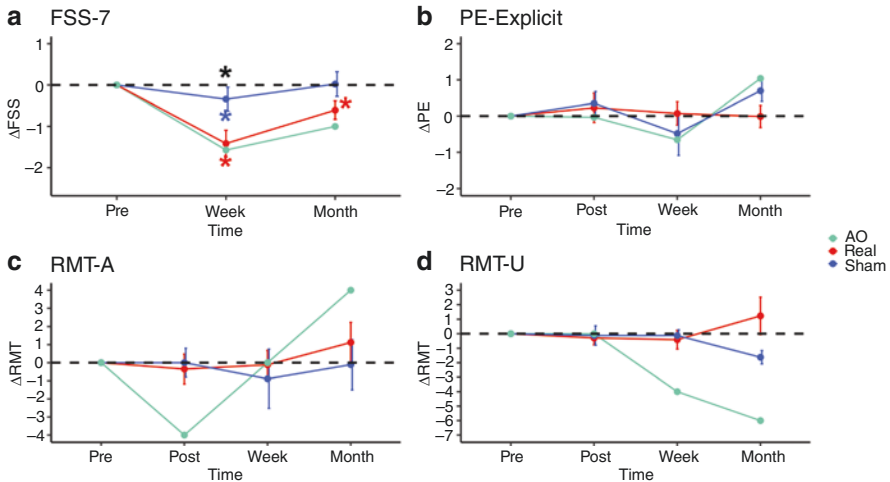 a FSS-7
1
0
−1
−2
ΔFSS
*
*
*
*
Pre Week Month
Time
b PE-Explicit
2
1
0
−1
−2
ΔPE
Pre Post Week Month
Time
c RMT-A
4
3
2
1
0
−1
−2
−3
−4
ΔRMT
Pre Post Week Month
Time
d RMT-U
3
2
1
0
−1
−2
−3
−4
−5
−6
−7
ΔRMT
Pre Post Week Month
Time
AO
Real
Sham